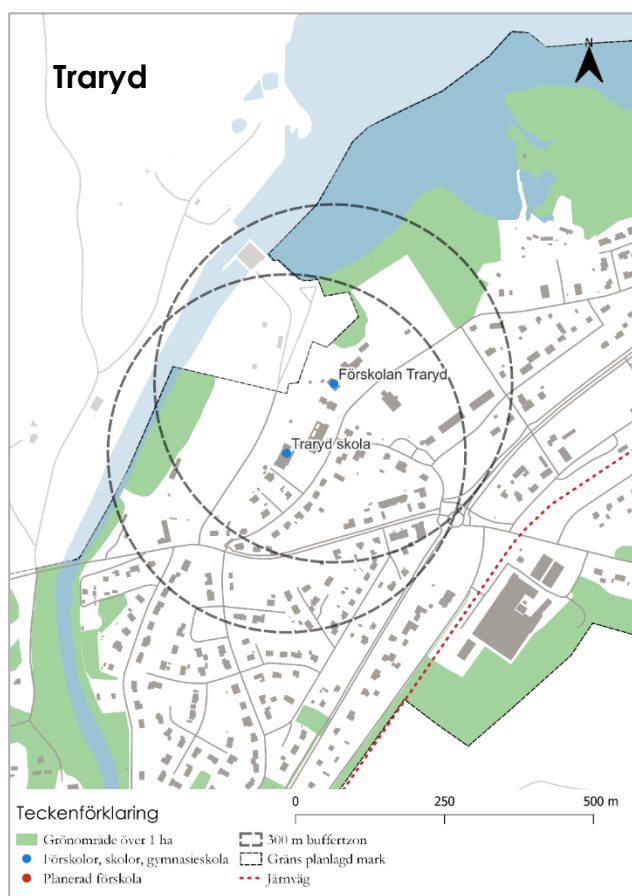 Traryd
N
Förskolan Traryd
Traryd skola
Teckenförklaring
Grönområde över 1 ha
Förskolor, skolor, gymnasieskola
Planerad förskola
300 m buffertzon
Gräns planlagd mark
Järnväg
0 250 500 m